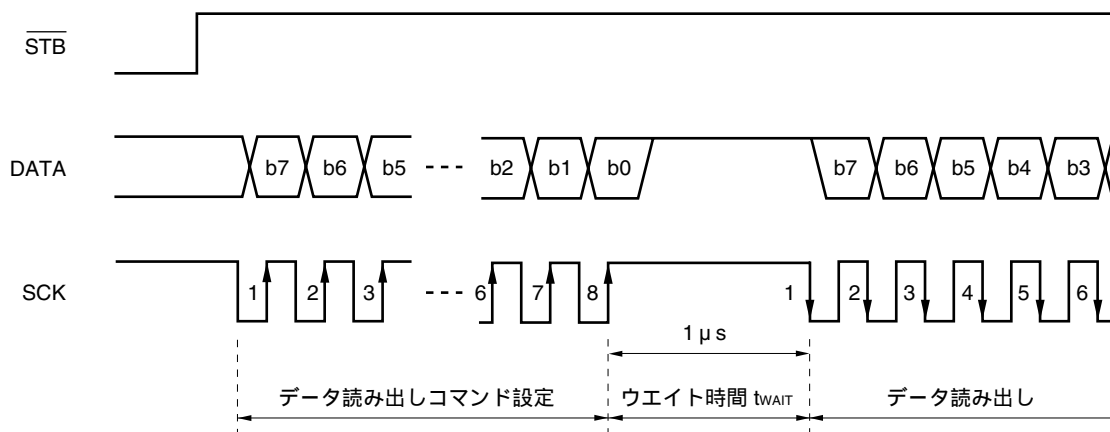 STB
DATA b7 b6 b5 --- b2 b1 b0 b7 b6 b5 b4 b3
SCK 1 2 3 --- 6 7 8 1 2 3 4 5 6
1 μs
データ読み出しコマンド設定 ウエイト時間 tWAIT データ読み出し